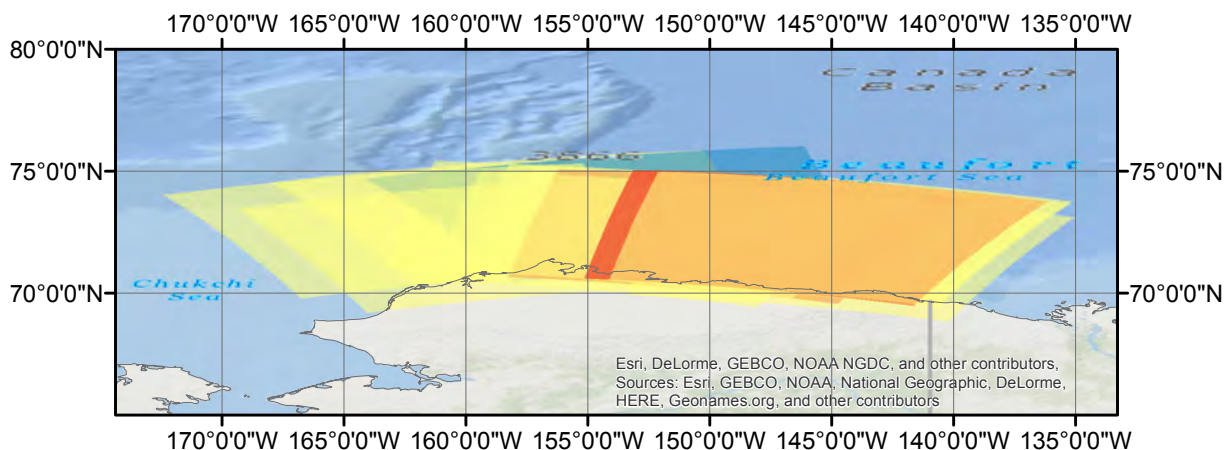 170°0'0"W 165°0'0"W 160°0'0"W 155°0'0"W 150°0'0"W 145°0'0"W 140°0'0"W 135°0'0"W
80°0'0"N
Canada
Basin
3666
Beaufort
75°0'0"N 75°0'0"N
Beaufort Sea
Chukchi
Sea
70°0'0"N 70°0'0"N
Esri, DeLorme, GEBCO, NOAA NGDC, and other contributors,
Sources: Esri, GEBCO, NOAA, National Geographic, DeLorme,
HERE, Geonames.org, and other contributors
170°0'0"W 165°0'0"W 160°0'0"W 155°0'0"W 150°0'0"W 145°0'0"W 140°0'0"W 135°0'0"W